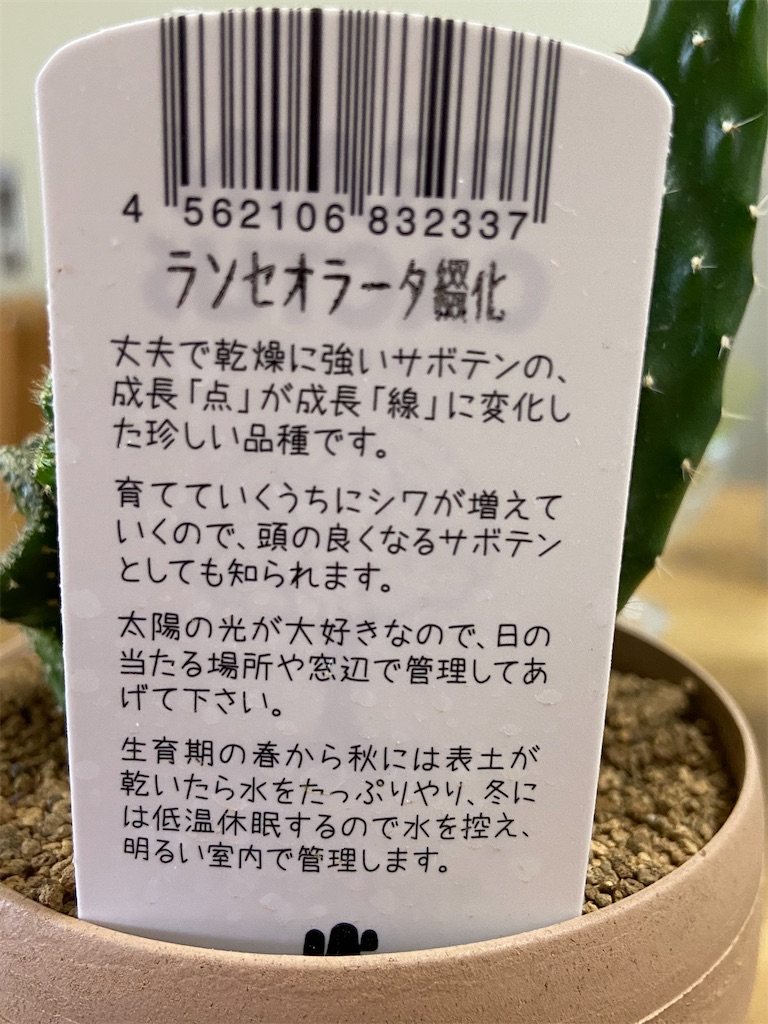 4 562106 832337
ランセオラータ綴化
丈夫で乾燥に強いサボテンの、
成長「点」が成長「線」に変化し
た珍しい品種です。
育てていくうちにシワが増えて
いくので、頭の良くなるサボテン
としても知られます。
太陽の光が大好きなので、日の
当たる場所や窓辺で管理してあ
げて下さい。
生育期の春から秋には表土が
乾いたら水をたっぷりやり、冬に
は低温休眠するので水を控え、
明るい室内で管理します。